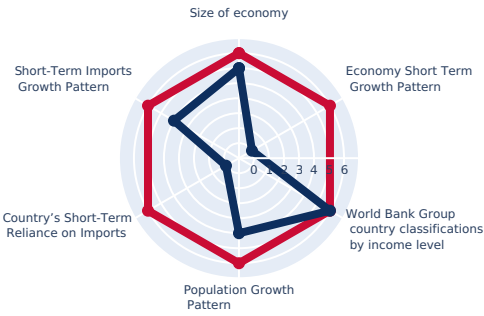 Size of economy
Short-Term Imports
Growth Pattern
Economy Short Term
Growth Pattern
0 1 2 3 4 5 6
Country’s Short-Term
Reliance on Imports
World Bank Group
country classifications
by income level
Population Growth
Pattern